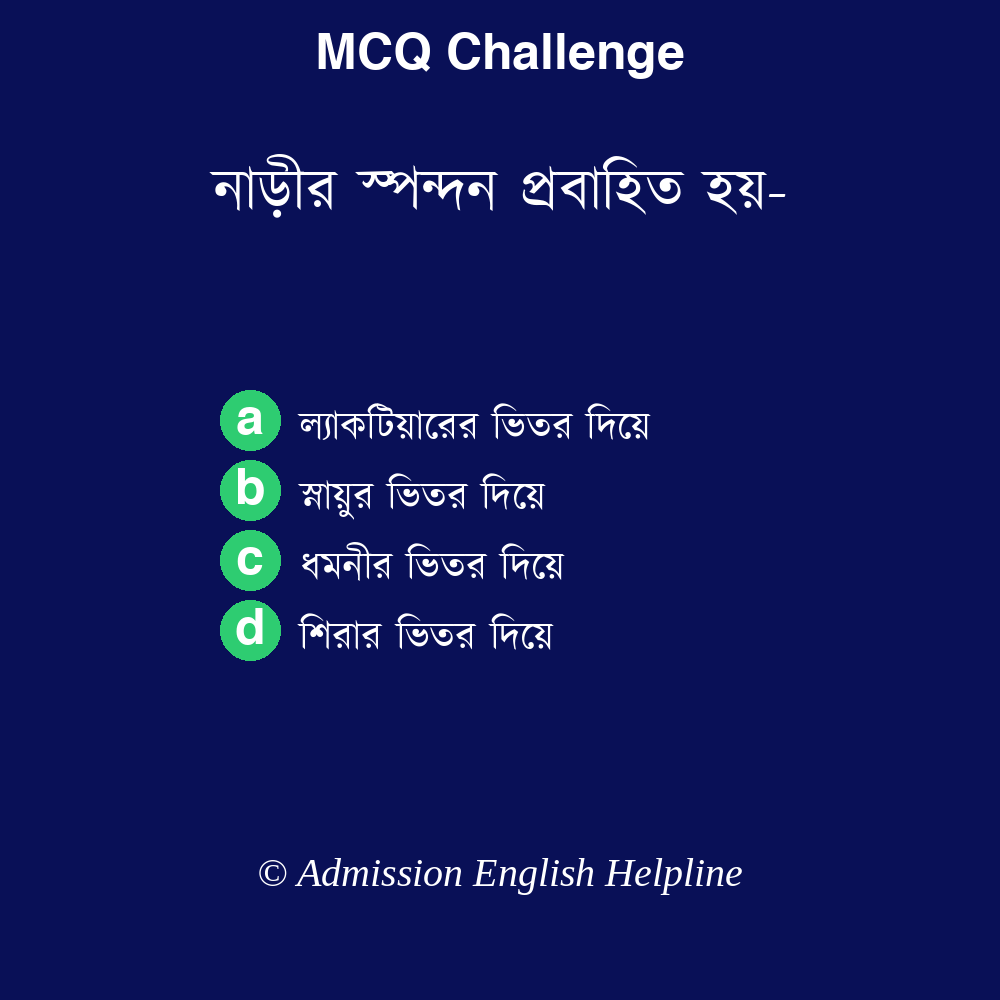 MCQ Challenge
নাড়ীর স্পন্দন প্রবাহিত হয়-
a ল্যাকটিয়ারের ভিতর দিয়ে
b স্নায়ুর ভিতর দিয়ে
c ধমনীর ভিতর দিয়ে
d শিরার ভিতর দিয়ে
© Admission English Helpline